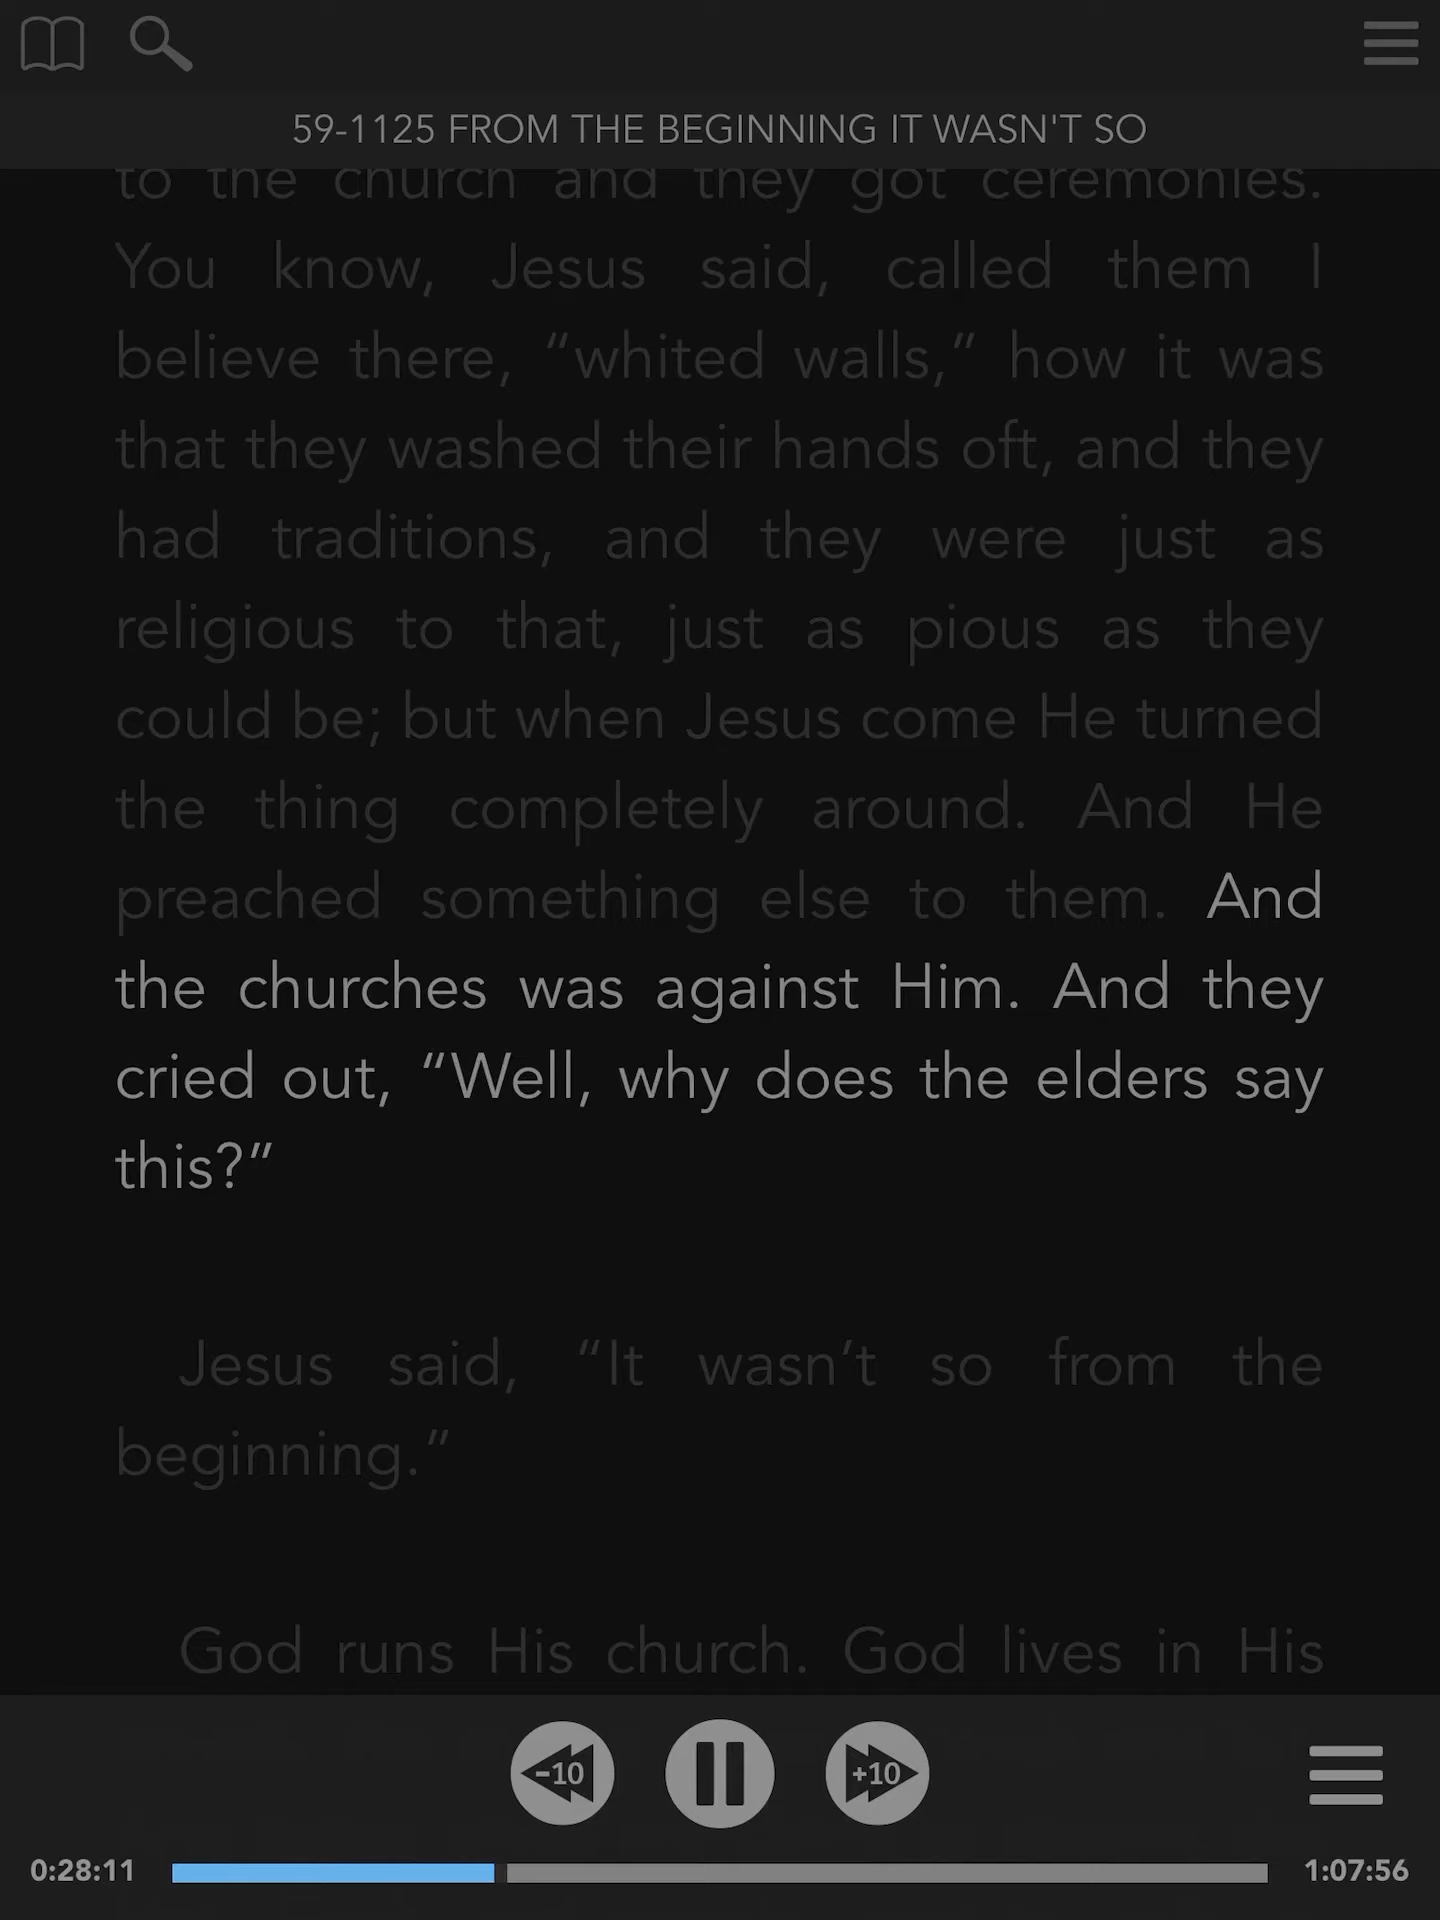 59-1125 FROM THE BEGINNING IT WASN'T SO
to the church and they got ceremonies.
You know, Jesus said, called them I
believe there, “whited walls,” how it was
that they washed their hands oft, and they
had traditions, and they were just as
religious to that, just as pious as they
could be; but when Jesus come He turned
the thing completely around. And He
preached something else to them. And
the churches was against Him. And they
cried out, “Well, why does the elders say
this?”
Jesus said, “It wasn’t so from the
beginning.”
God runs His church. God lives in His
-10
+10
0:28:11
1:07:56